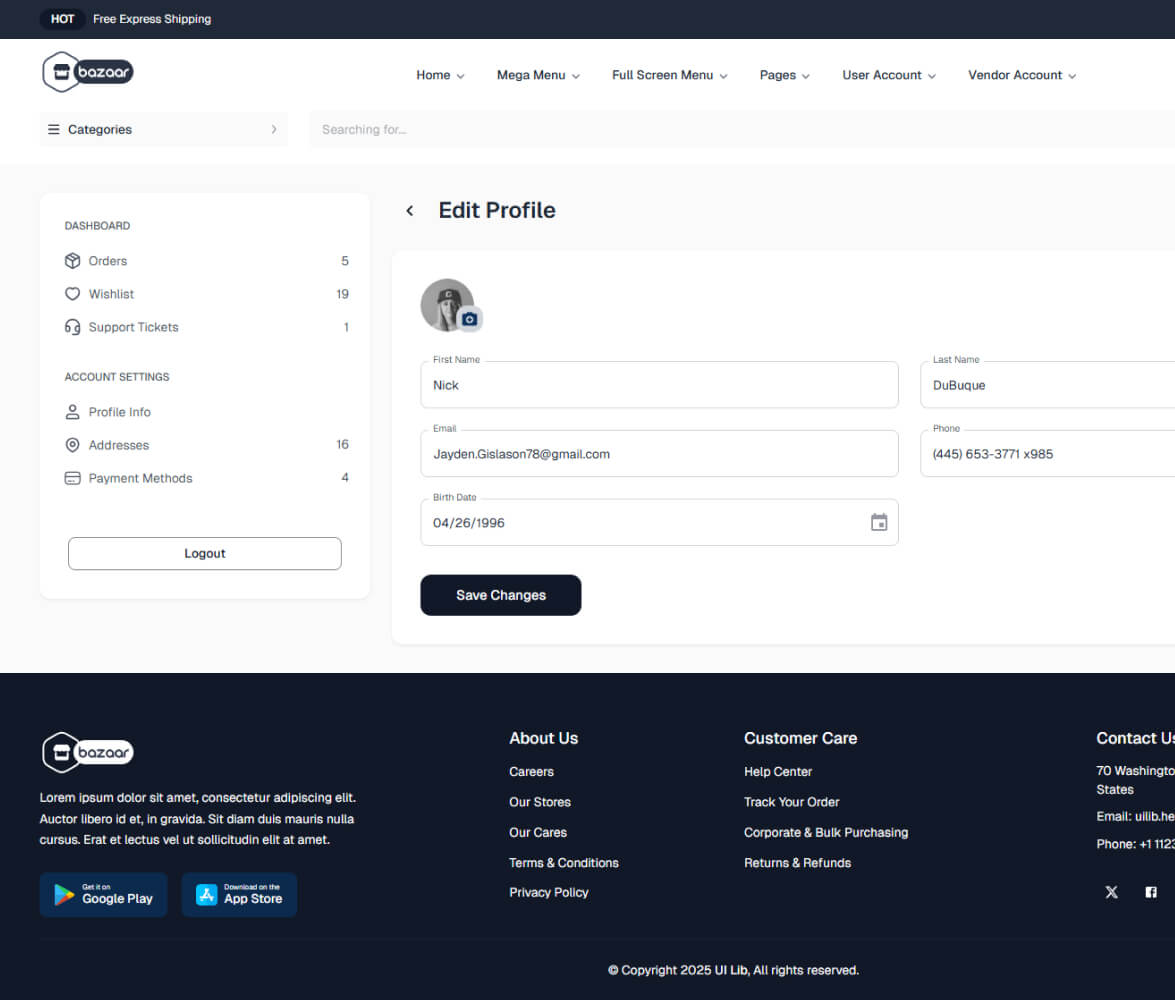 HOT Free Express Shipping
bazaar
Home Mega Menu Full Screen Menu Pages User Account Vendor Account
Categories
Searching for...
DASHBOARD
Orders 5
Wishlist 19
Support Tickets 1
ACCOUNT SETTINGS
Profile Info
Addresses 16
Payment Methods 4
Logout
Edit Profile
First Name
Nick
Last Name
DuBuque
Email
Jayden.Gislason78@gmail.com
Phone
(445) 653-3771 x985
Birth Date
04/26/1996
Save Changes
bazaar
Lorem ipsum dolor sit amet, consectetur adipiscing elit.
Auctor libero id et, in gravida. Sit diam duis mauris nulla
cursus. Erat et lectus vel ut sollicitudin elit at amet.
Get it on
Google Play
Download on the
App Store
About Us
Careers
Our Stores
Our Cares
Terms & Conditions
Privacy Policy
Customer Care
Help Center
Track Your Order
Corporate & Bulk Purchasing
Returns & Refunds
Contact Us
70 Washingto
States
Email: uilib.he
Phone: +1 1123
© Copyright 2025 UI Lib, All rights reserved.